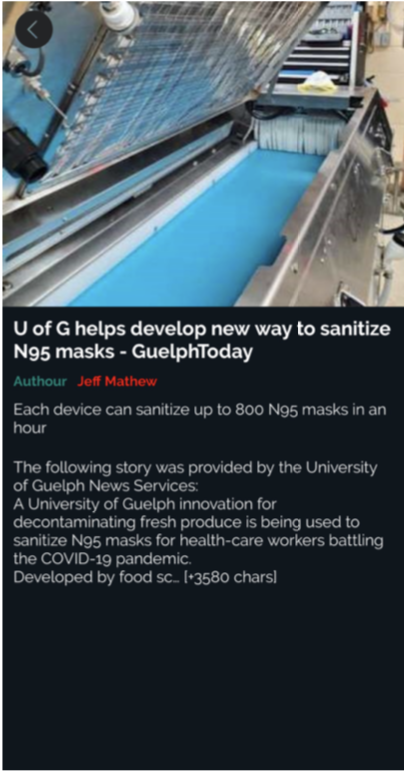 U of G helps develop new way to sanitize
N95 masks - GuelphToday
Authour Jeff Mathew
Each device can sanitize up to 800 N95 masks in an
hour
The following story was provided by the University
of Guelph News Services:
A University of Guelph innovation for
decontaminating fresh produce is being used to
sanitize N95 masks for health-care workers battling
the COVID-19 pandemic.
Developed by food sc... [+3580 chars]